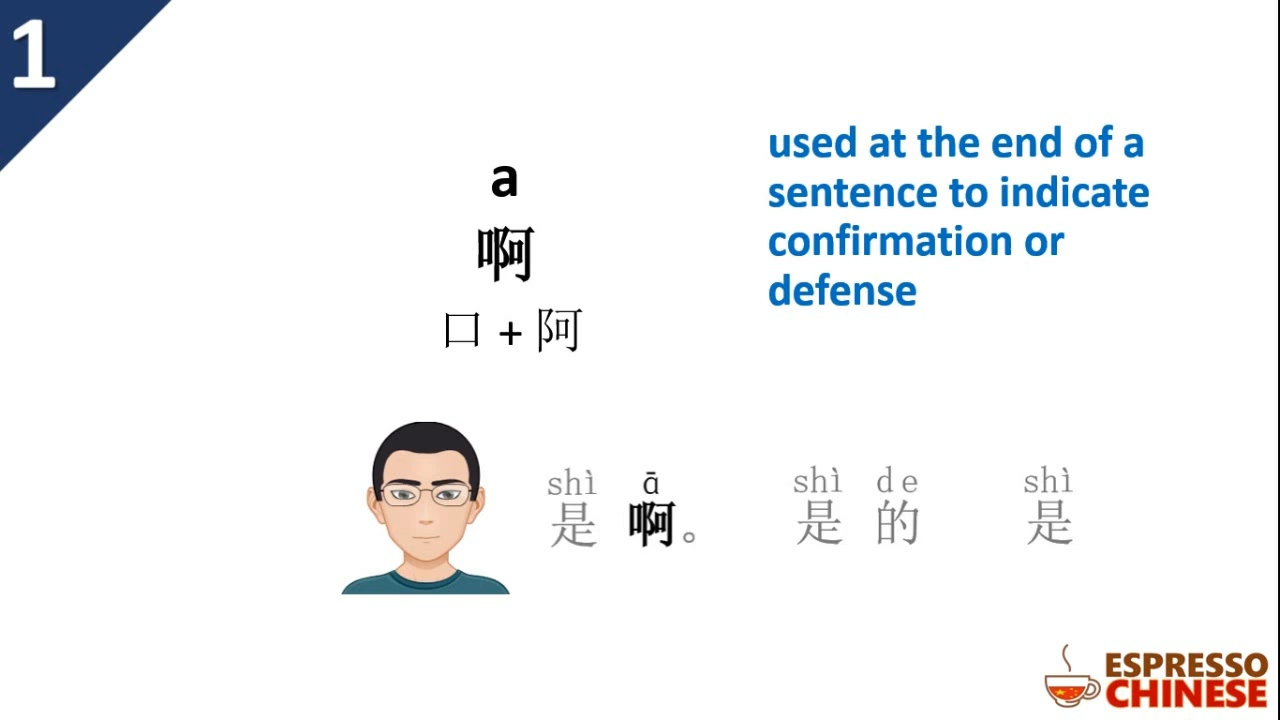 1
a
啊
口 + 阿
used at the end of a
sentence to indicate
confirmation or
defense
shì ā shì de shì
是 啊。 是 的 是
ESPRESSO
CHINESE